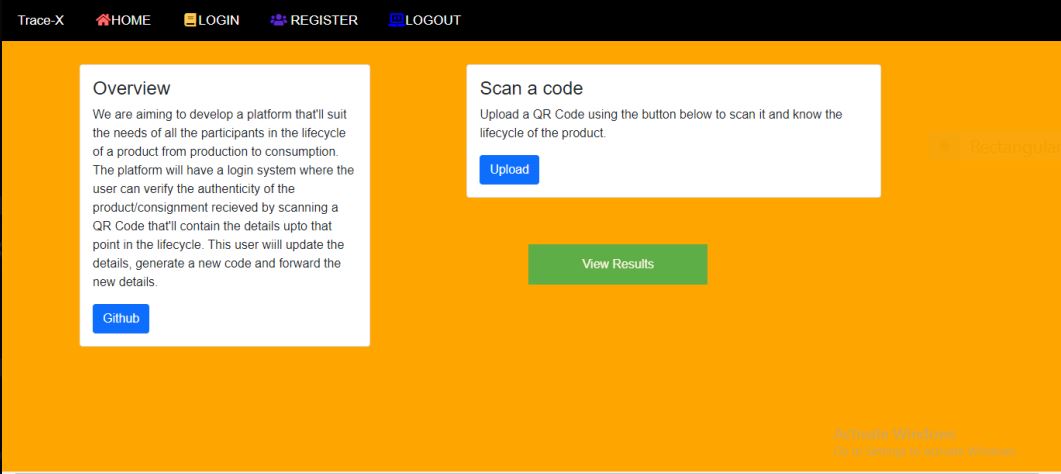 Trace-X HOME LOGIN REGISTER LOGOUT
Overview
We are aiming to develop a platform that'll suit
the needs of all the participants in the lifecycle
of a product from production to consumption.
The platform will have a login system where the
user can verify the authenticity of the
product/consignment recieved by scanning a
QR Code that'll contain the details upto that
point in the lifecycle. This user wiill update the
details, generate a new code and forward the
new details.
Github
Scan a code
Upload a QR Code using the button below to scan it and know the
lifecycle of the product.
Upload
View Results
Rectangular
Activate Windows
Go to Settings to activate Windows.